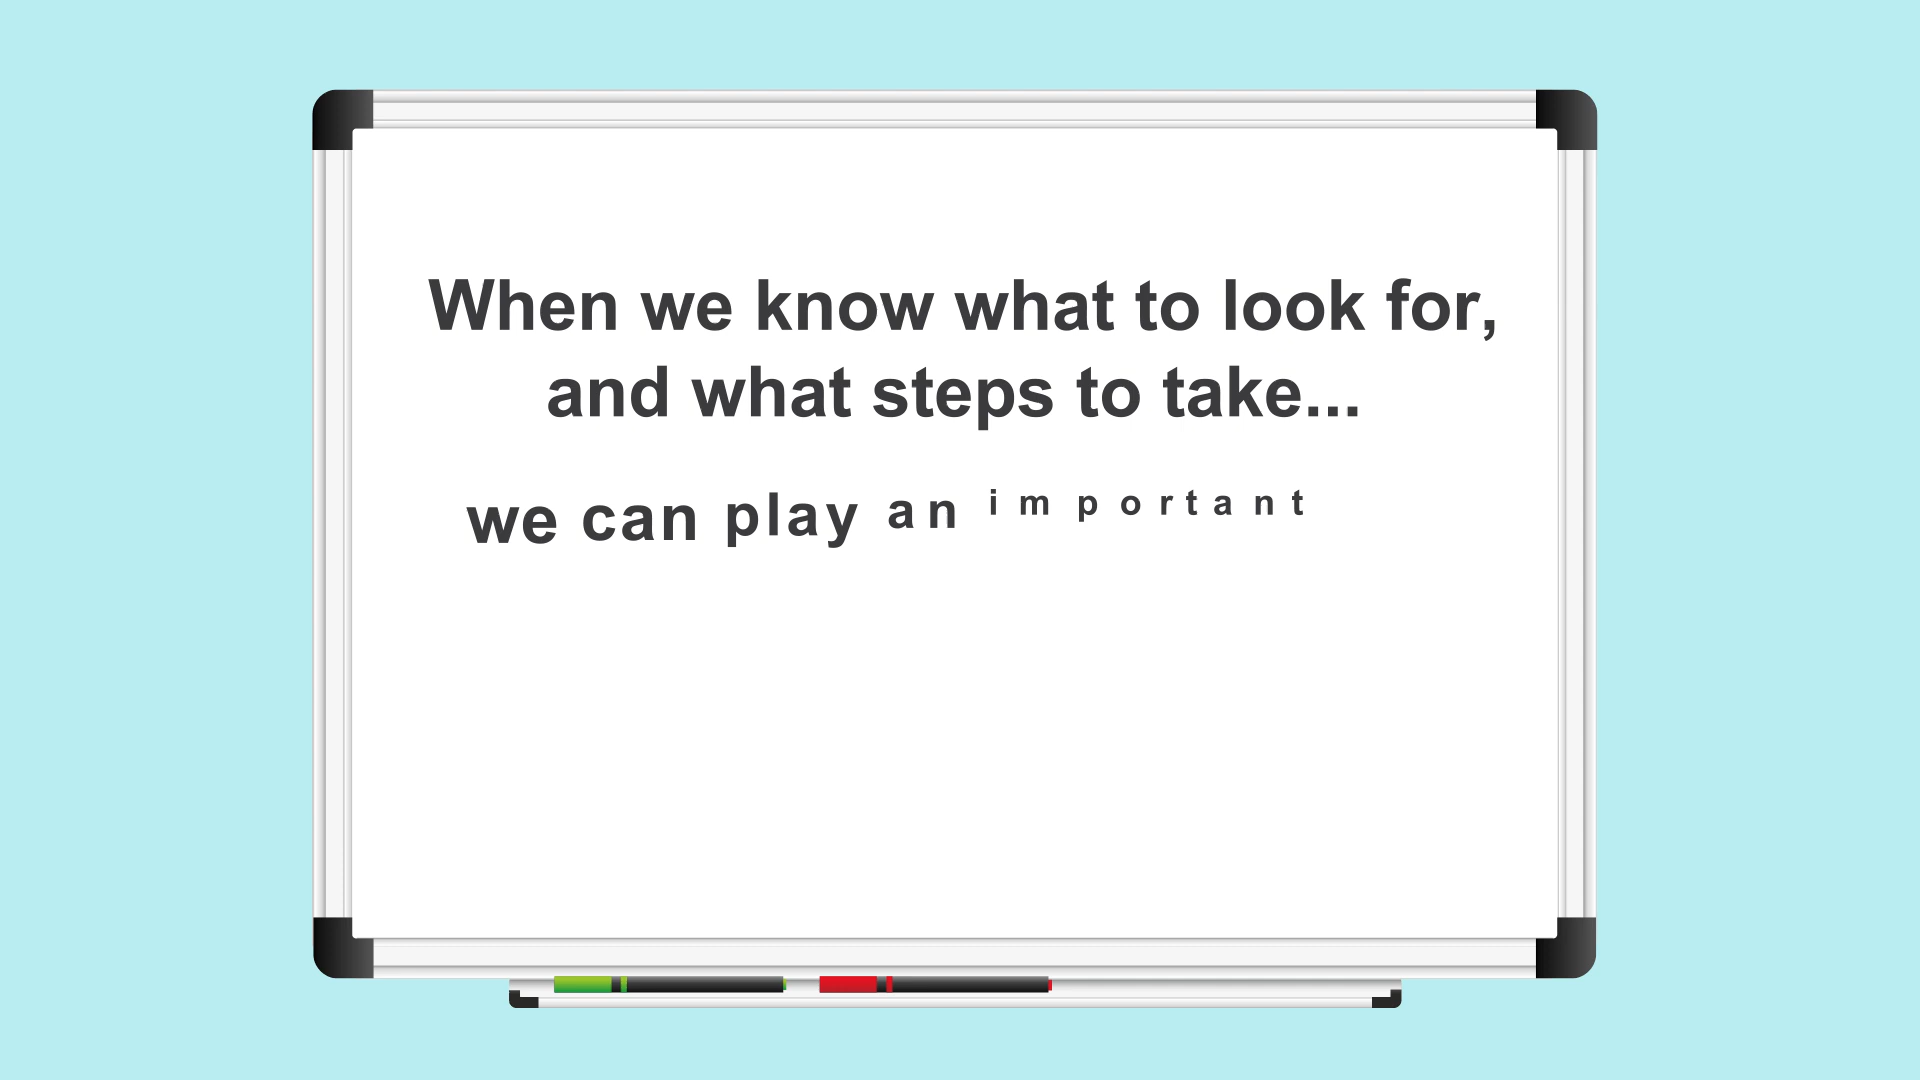 When we know what to look for,
and what steps to take...
we can play an important